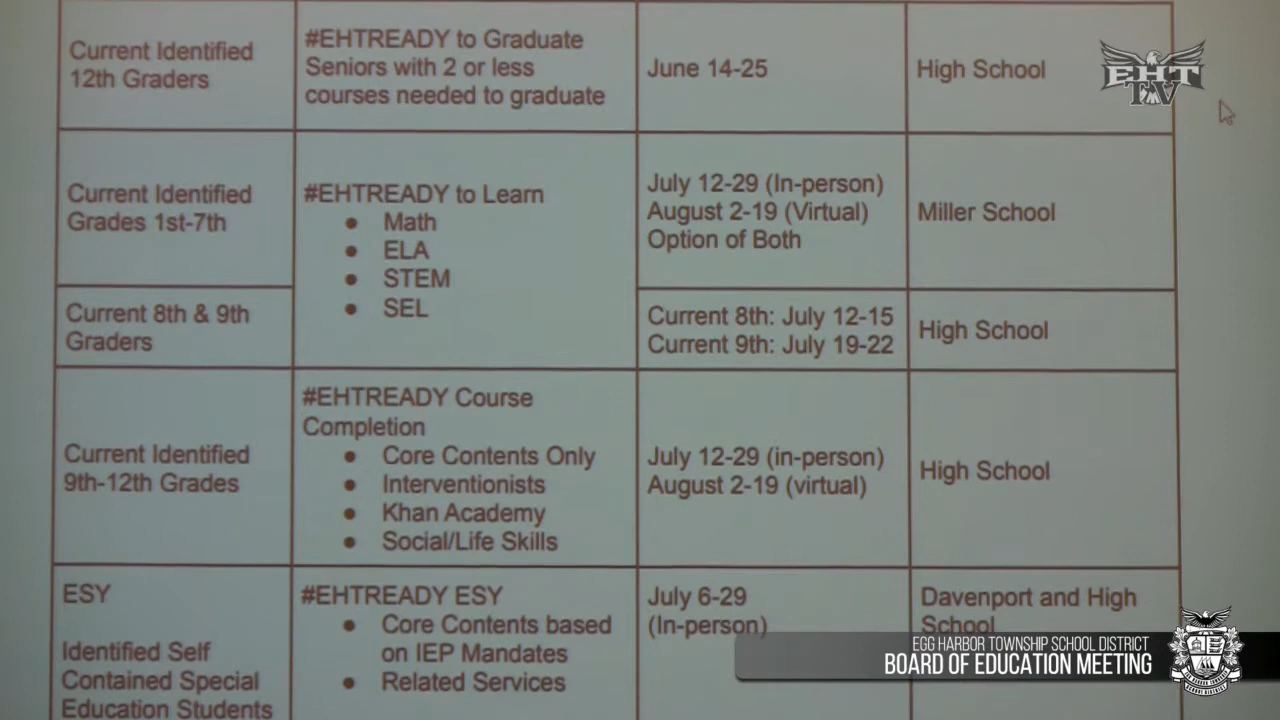 Current Identified
12th Graders
#EHTREADY to Graduate
Seniors with 2 or less
courses needed to graduate
June 14-25
High School
EHT
TV
Current Identified
Grades 1st-7th
#EHTREADY to Learn
● Math
● ELA
● STEM
● SEL
July 12-29 (In-person)
August 2-19 (Virtual)
Option of Both
Miller School
Current 8th & 9th
Graders
Current 8th: July 12-15
Current 9th: July 19-22
High School
Current Identified
9th-12th Grades
#EHTREADY Course
Completion
● Core Contents Only
● Interventionists
● Khan Academy
● Social/Life Skills
July 12-29 (in-person)
August 2-19 (virtual)
High School
ESY
Identified Self
Contained Special
Education Students
#EHTREADY ESY
● Core Contents based
on IEP Mandates
● Related Services
July 6-29
(In-person)
Davenport and High
School
EGG HARBOR TOWNSHIP SCHOOL DISTRICT
BOARD OF EDUCATION MEETING